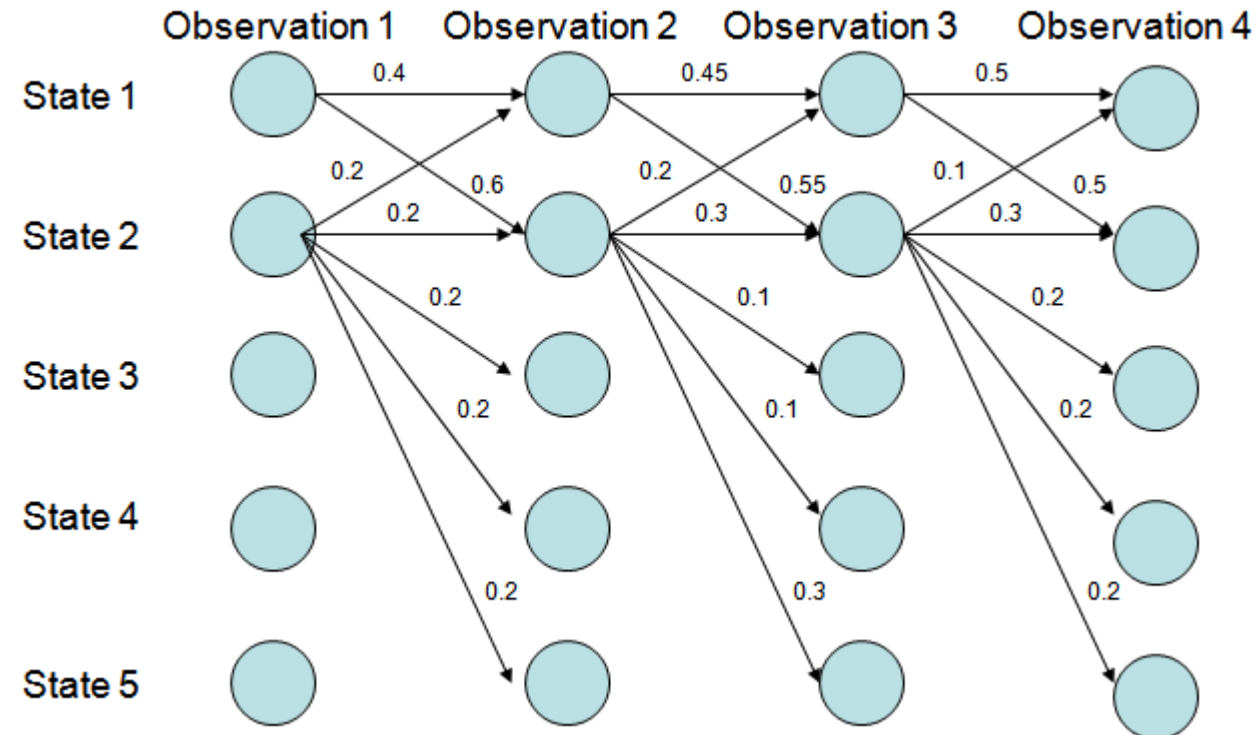 Observation 1 Observation 2 Observation 3 Observation 4
State 1
0.4 0.45 0.5
0.2 0.6 0.2 0.55 0.1 0.5
State 2
0.2 0.3 0.3
0.2 0.1 0.2
State 3
0.2 0.1 0.2
State 4
0.2 0.3 0.2
State 5